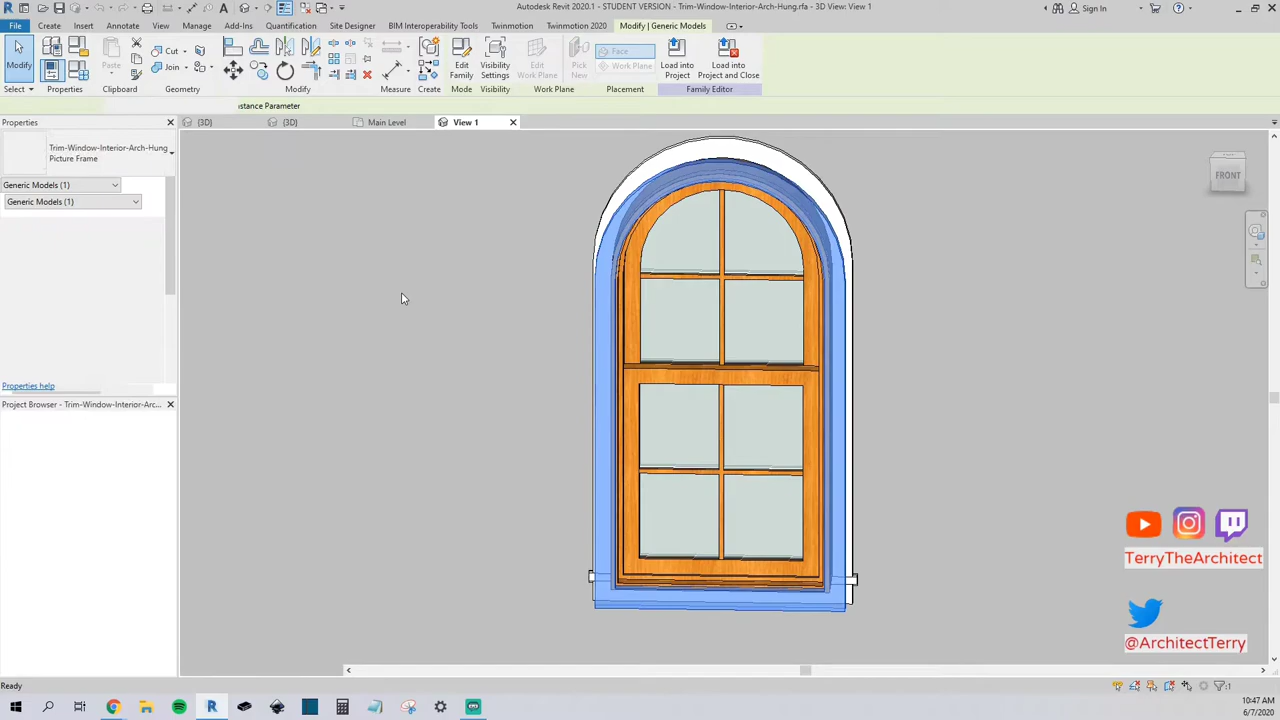 Autodesk Revit 2020.1 - STUDENT VERSION - Trim-Window-Interior-Arch-Hung.rfa - 3D View: View 1
Sign In
File Create Insert Annotate View Manage Add-Ins Quantification Site Designer BIM Interoperability Tools Twinmotion Twinmotion 2020 Modify | Generic Models
Modify
Paste
Cut
Join
Edit Family
Visibility Settings
Edit Work Plane
Pick New
Face
Work Plane
Load into Project
Load into Project and Close
Select Properties Clipboard Geometry Modify Measure Create Mode Visibility Work Plane Placement Family Editor
stance Parameter
Properties
{3D} {3D} Main Level View 1
Trim-Window-Interior-Arch-Hung
Picture Frame
Generic Models (1)
Generic Models (1)
FRONT
Properties help
Project Browser - Trim-Window-Interior-Arc...
TerryTheArchitect
@ArchitectTerry
Ready
:1
10:47 AM
6/7/2020